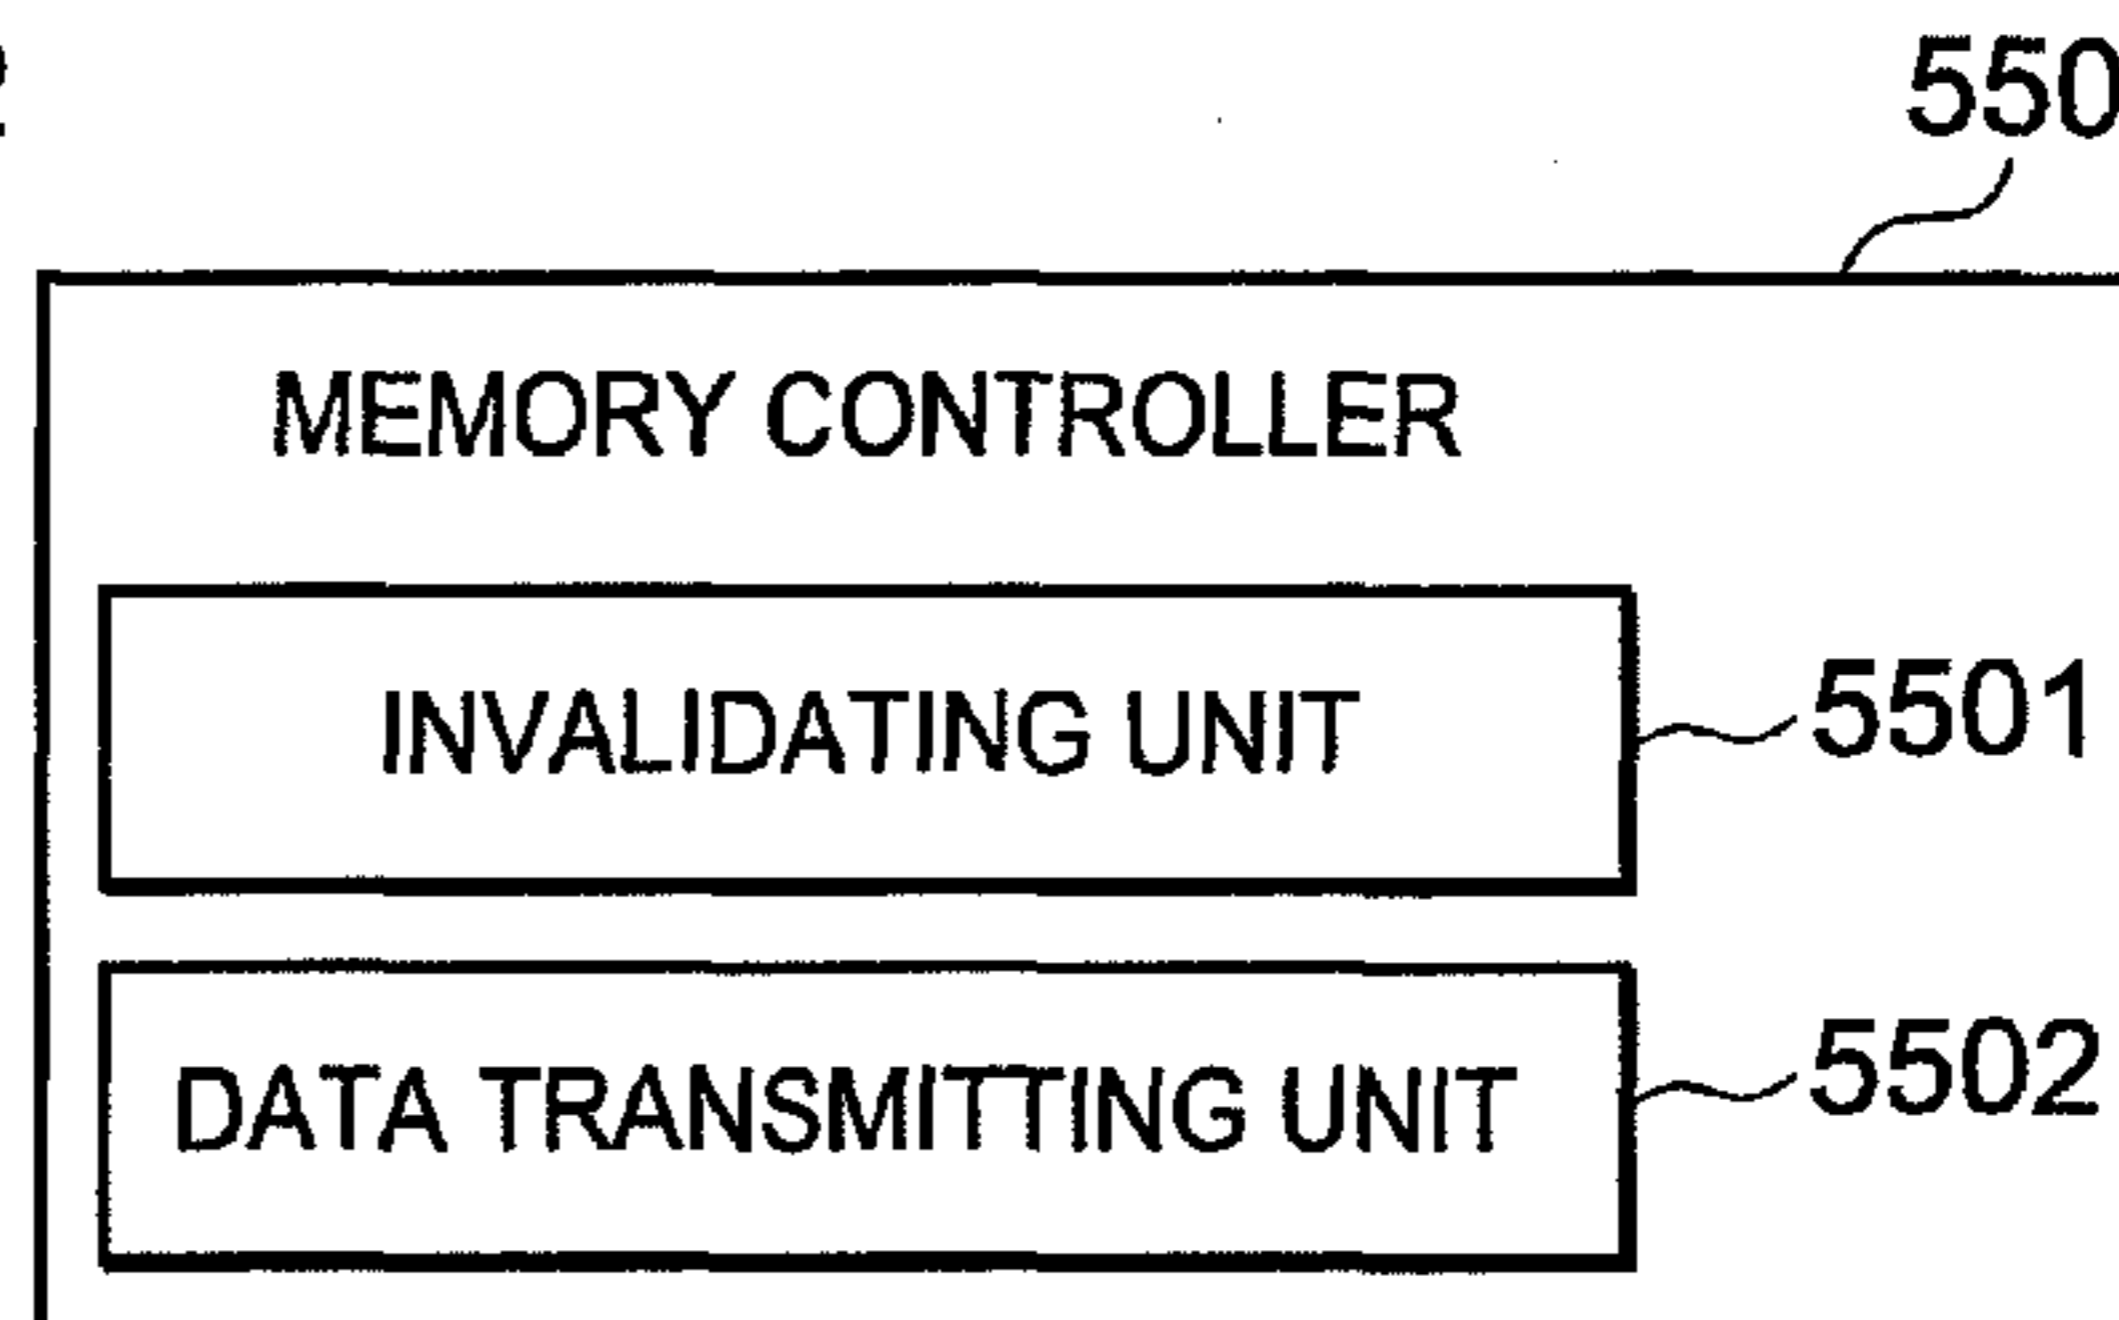 550
MEMORY CONTROLLER
INVALIDATING UNIT
5501
DATA TRANSMITTING UNIT
5502